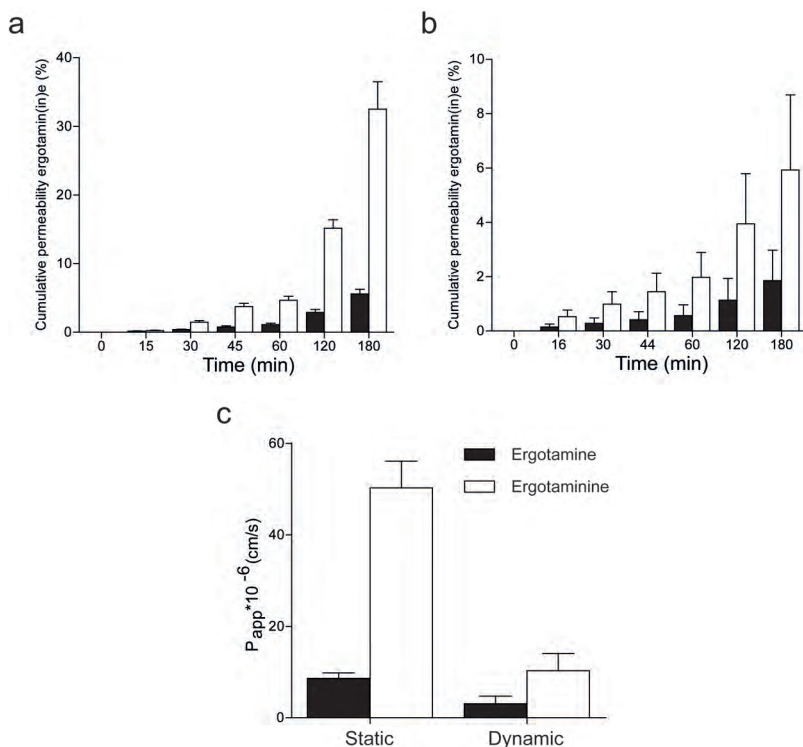 a
Cumulative permeability ergotamin(in)e (%)
40
30
20
10
0
0 15 30 45 60 120 180
Time (min)
b
Cumulative permeability ergotamin(in)e (%)
10
8
6
4
2
0
0 16 30 44 60 120 180
Time (min)
c
Papp*10 -6 (cm/s)
60
40
20
0
Static Dynamic
Ergotamine
Ergotaminine